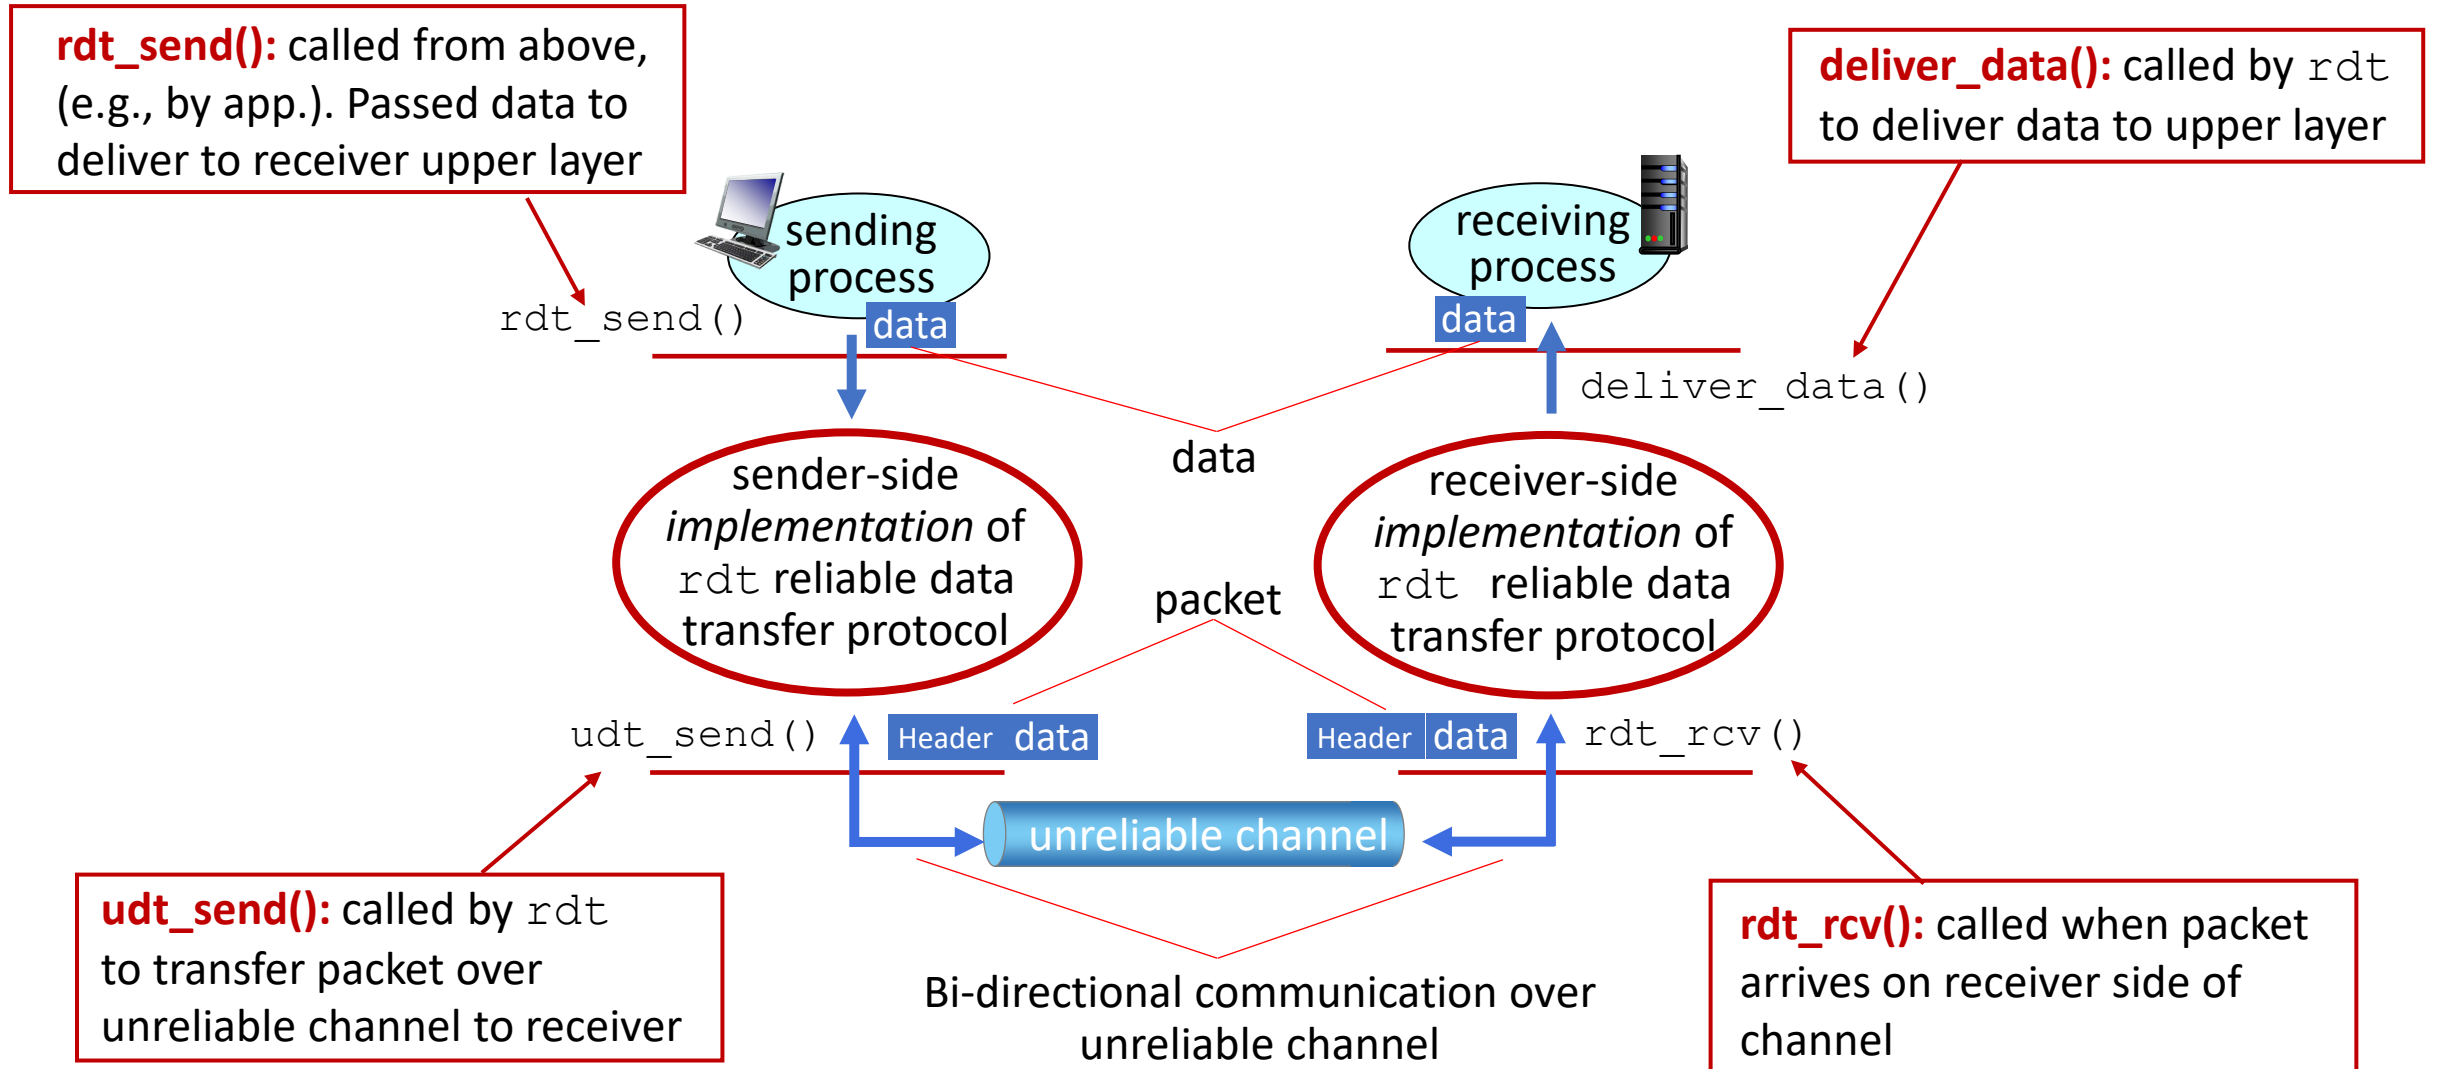 rdt_send(): called from above,
(e.g., by app.). Passed data to
deliver to receiver upper layer
deliver_data(): called by rdt
to deliver data to upper layer
sending
process
receiving
process
rdt_send()
data
data
deliver_data()
data
sender-side
implementation of
rdt reliable data
transfer protocol
receiver-side
implementation of
rdt reliable data
transfer protocol
packet
udt_send()
Header data
Header data
rdt_rcv()
unreliable channel
udt_send(): called by rdt
to transfer packet over
unreliable channel to receiver
Bi-directional communication over
unreliable channel
rdt_rcv(): called when packet
arrives on receiver side of
channel